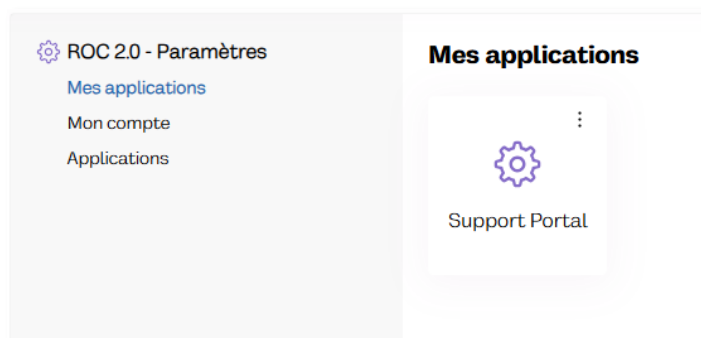 ROC 2.0 - Paramètres
Mes applications
Mon compte
Applications
Mes applications
Support Portal